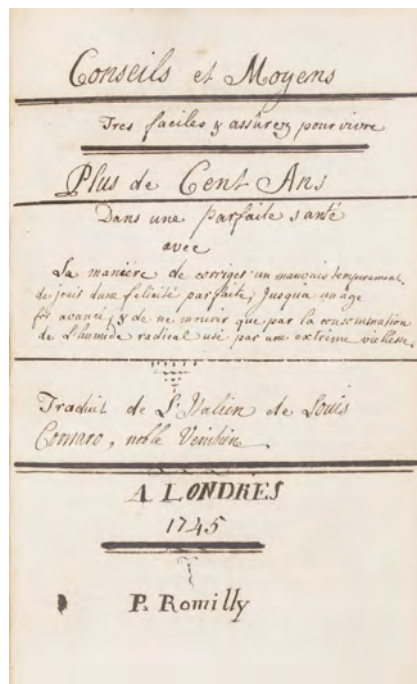 Conseils et Moyens
Tres faciles & assûrez pour vivre
Plus de Cent Ans
Dans une parfaite santé
avec
La maniére de corriger un mauvais temperament,
de jouir d'une felicité parfaite, Jusqu'a un age
fort avancé, & de ne mourir que par la consommation
de L'humide radical usé par une extrême viellesse.
Traduit de L'Italien de Louis
Cornaro, noble Venitien
A LONDRES
1745
P. Romilly